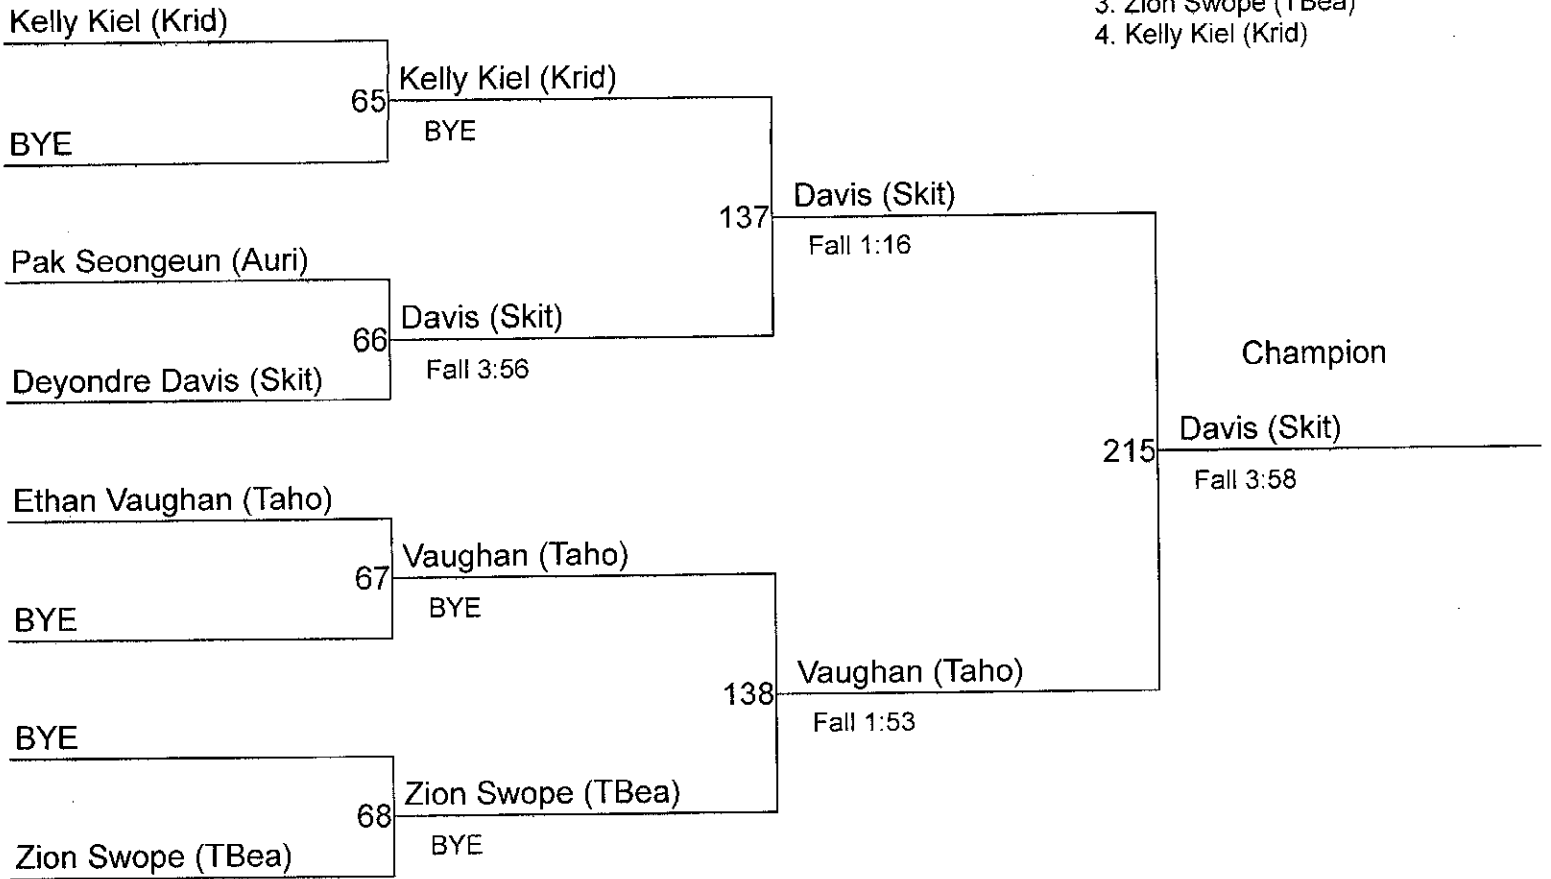 3. Zion Swope (TBea)
4. Kelly Kiel (Krid)
Kelly Kiel (Krid)
65
Kelly Kiel (Krid)
BYE
BYE
137
Davis (Skit)
Fall 1:16
Pak Seongeun (Auri)
66
Davis (Skit)
Fall 3:56
Deyondre Davis (Skit)
Champion
215
Davis (Skit)
Fall 3:58
Ethan Vaughan (Taho)
67
Vaughan (Taho)
BYE
BYE
138
Vaughan (Taho)
Fall 1:53
BYE
68
Zion Swope (TBea)
BYE
Zion Swope (TBea)